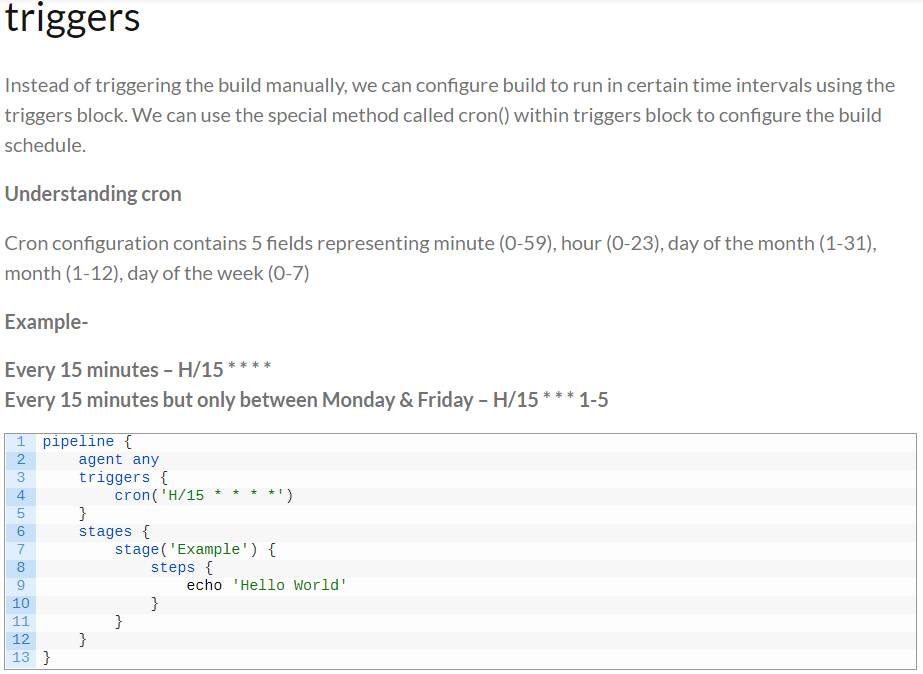 triggers
Instead of triggering the build manually, we can configure build to run in certain time intervals using the
triggers block. We can use the special method called cron() within triggers block to configure the build
schedule.
Understanding cron
Cron configuration contains 5 fields representing minute (0-59), hour (0-23), day of the month (1-31),
month (1-12), day of the week (0-7)
Example-
Every 15 minutes – H/15 * * * *
Every 15 minutes but only between Monday & Friday – H/15 * * * 1-5
1 pipeline {
2     agent any
3     triggers {
4         cron('H/15 * * * *')
5     }
6     stages {
7         stage('Example') {
8             steps {
9                 echo 'Hello World'
10             }
11         }
12     }
13 }